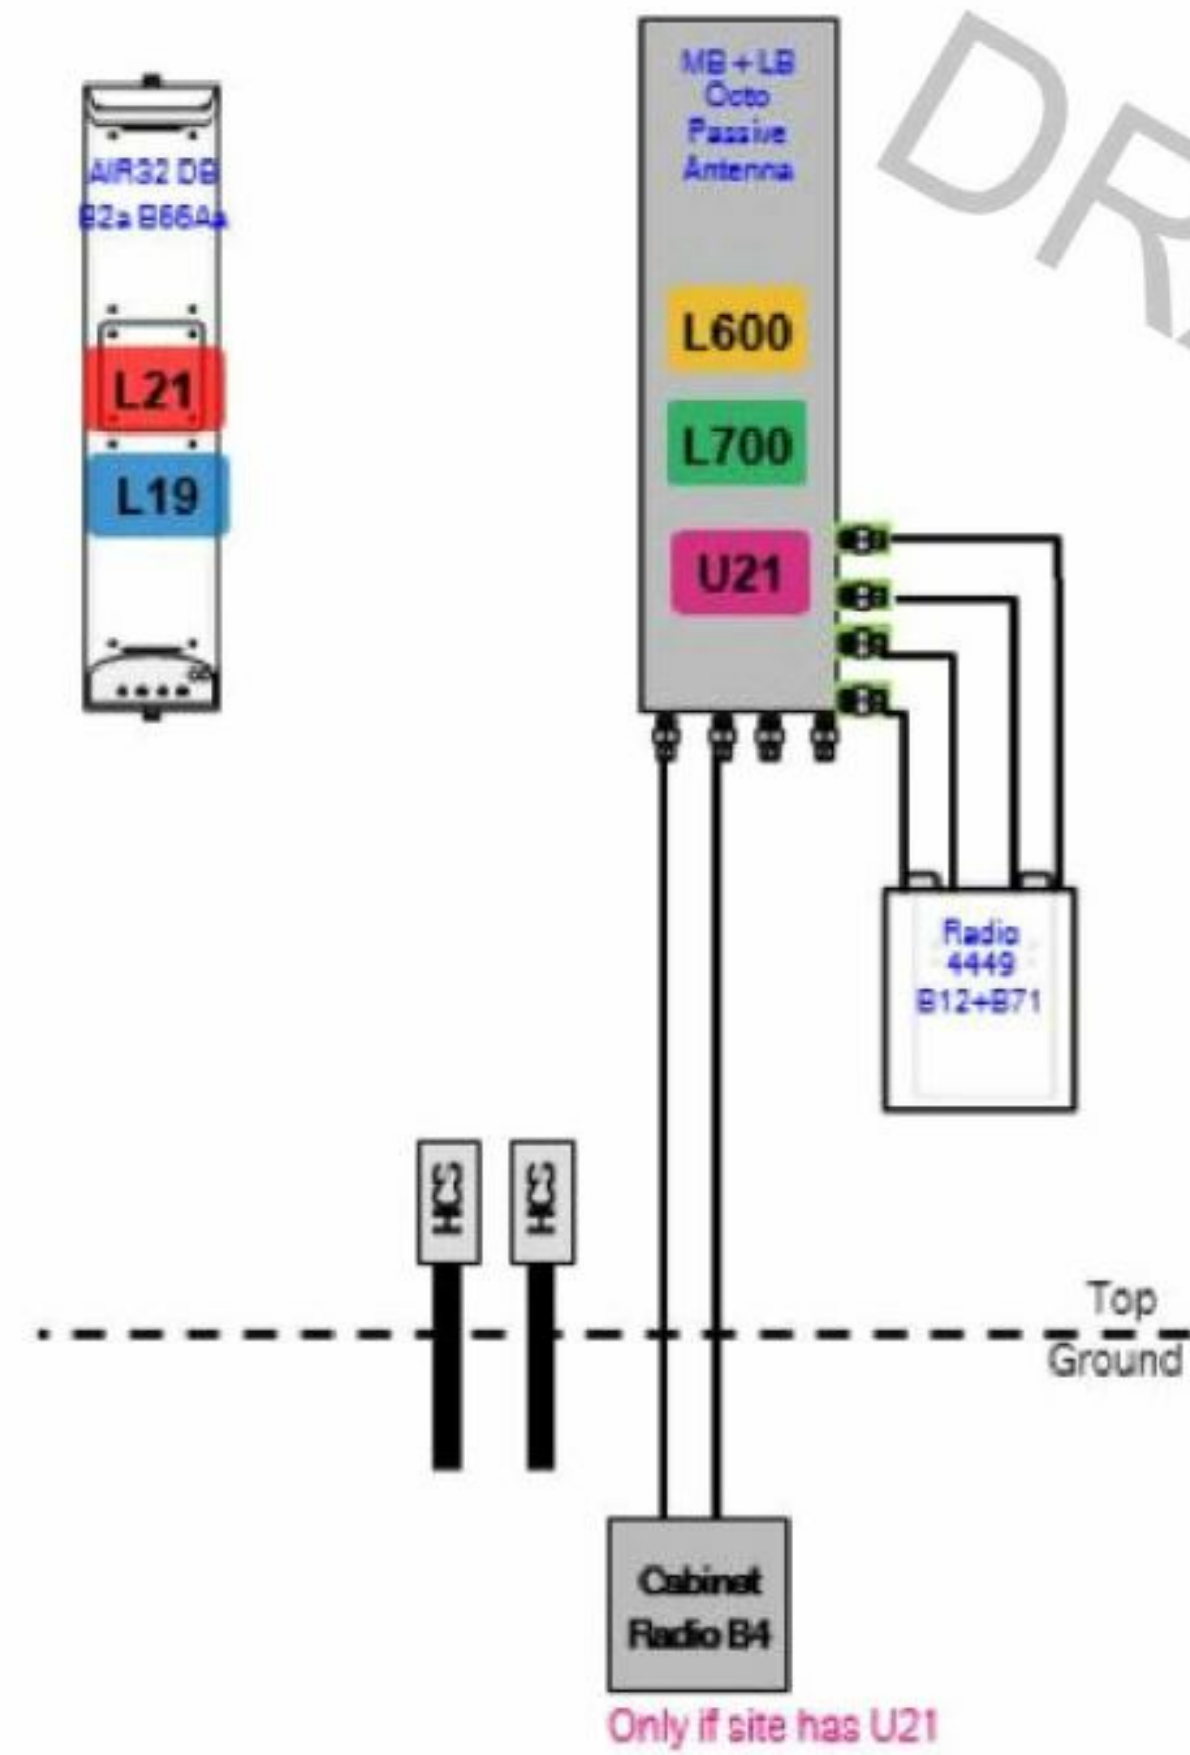 MB + LB
Octo
Passive
Antenna
AIR32 DB
B2a B66Aa
L600
L21
L700
L19
U21
Radio
4449
B12+B71
HCS
HCS
Top
Ground
Cabinet
Radio B4
Only if site has U21